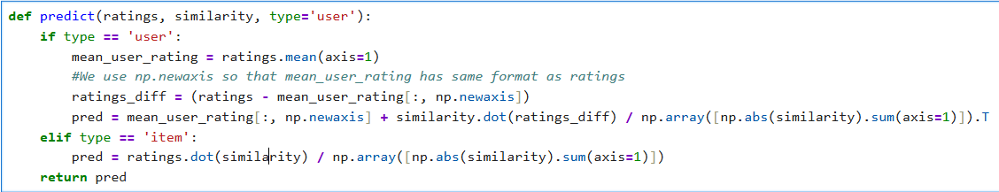 def predict(ratings, similarity, type='user'):
    if type == 'user':
        mean_user_rating = ratings.mean(axis=1)
        #We use np.newaxis so that mean_user_rating has same format as ratings
        ratings_diff = (ratings - mean_user_rating[:, np.newaxis])
        pred = mean_user_rating[:, np.newaxis] + similarity.dot(ratings_diff) / np.array([np.abs(similarity).sum(axis=1)]).T
    elif type == 'item':
        pred = ratings.dot(similarity) / np.array([np.abs(similarity).sum(axis=1)])
    return pred